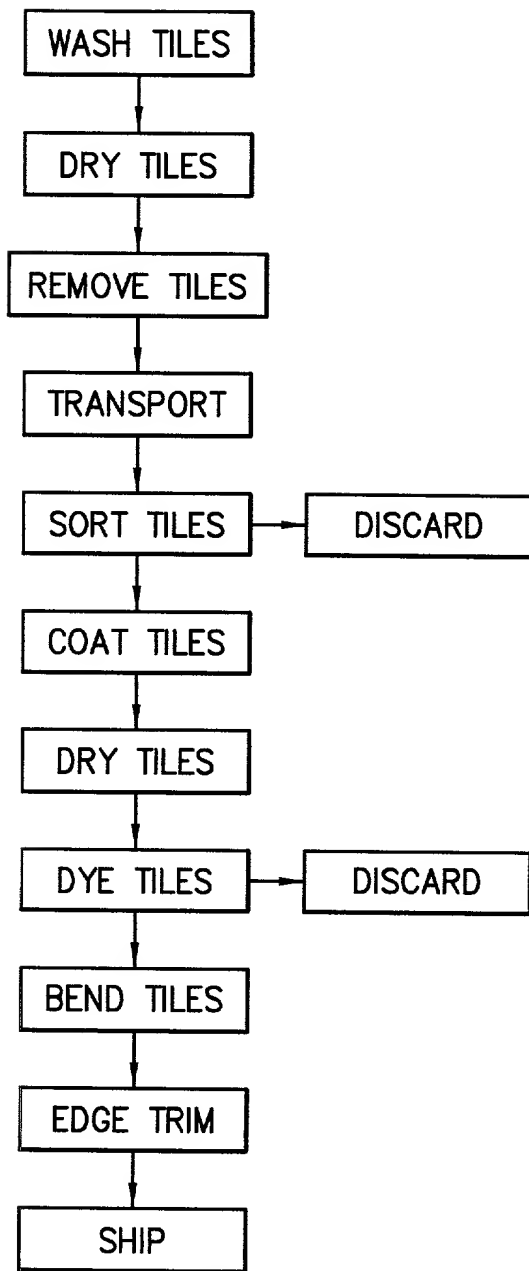 WASH TILES
DRY TILES
REMOVE TILES
TRANSPORT
SORT TILES
DISCARD
COAT TILES
DRY TILES
DYE TILES
DISCARD
BEND TILES
EDGE TRIM
SHIP